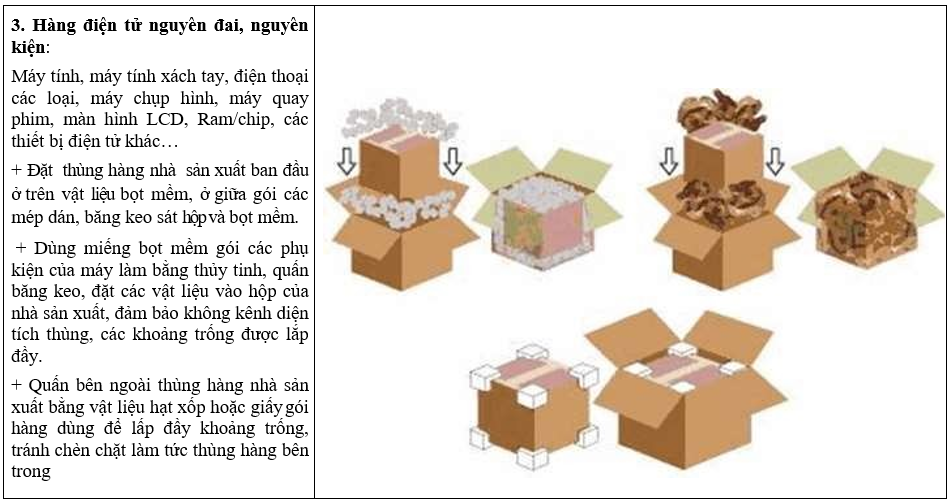 3. Hàng điện tử nguyên đai, nguyên
kiện:
Máy tính, máy tính xách tay, điện thoại
các loại, máy chụp hình, máy quay
phim, màn hình LCD, Ram/chip, các
thiết bị điện tử khác…
+ Đặt thùng hàng nhà sản xuất ban đầu
ở trên vật liệu bọt mềm, ở giữa gói các
mép dán, băng keo sát hộp và bọt mềm.
+ Dùng miếng bọt mềm gói các phụ
kiện của máy làm bằng thủy tinh, quấn
băng keo, đặt các vật liệu vào hộp của
nhà sản xuất, đảm bảo không kênh diện
tích thùng, các khoảng trống được lắp
đầy.
+ Quấn bên ngoài thùng hàng nhà sản
xuất bằng vật liệu hạt xốp hoặc giấy gói
hàng dùng để lấp đầy khoảng trống,
tránh chèn chặt làm tức thùng hàng bên
trong